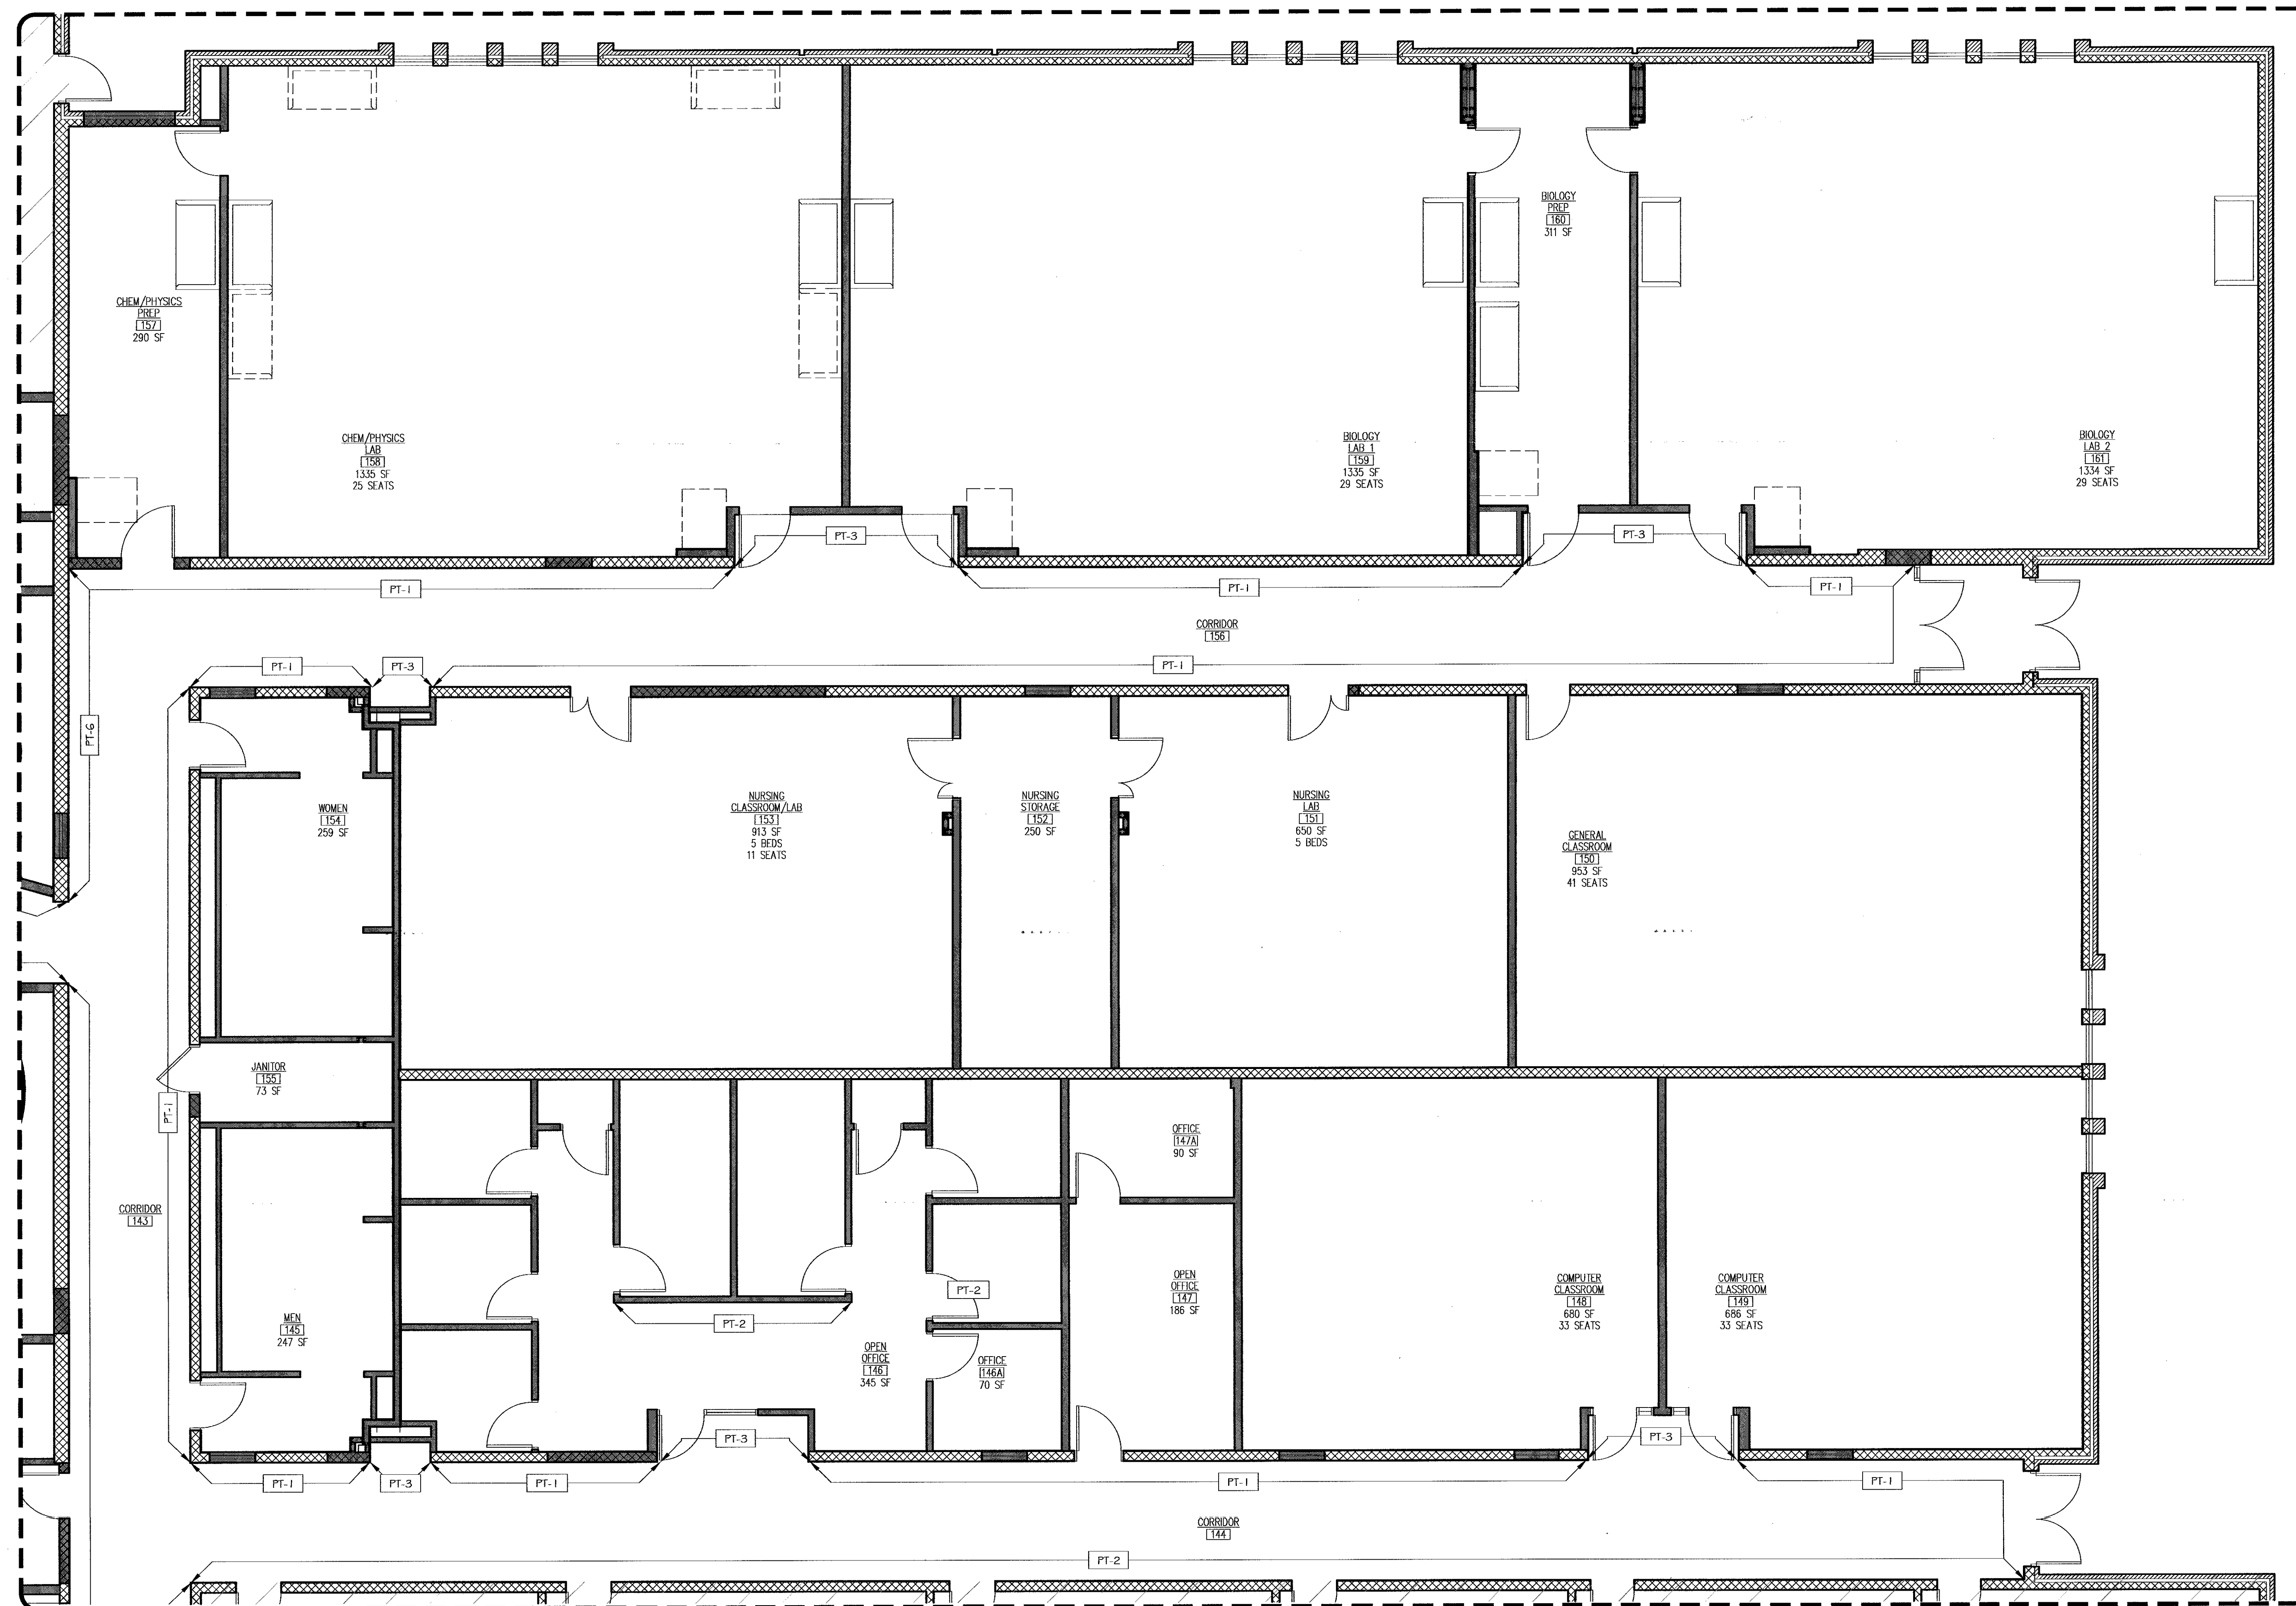 BIOLOGY
PREP
160
311 SF
CHEM/PHYSICS
PREP
157
290 SF
CHEM/PHYSICS
LAB
158
1335 SF
25 SEATS
BIOLOGY
LAB 1
159
1335 SF
29 SEATS
BIOLOGY
LAB 2
161
1334 SF
29 SEATS
PT-3
PT-3
PT-1
PT-1
PT-1
CORRIDOR
156
PT-1
PT-3
PT-1
PT-6
WOMEN
154
259 SF
NURSING
CLASSROOM/LAB
153
913 SF
5 BEDS
11 SEATS
NURSING
STORAGE
152
250 SF
NURSING
LAB
151
650 SF
5 BEDS
GENERAL
CLASSROOM
150
953 SF
41 SEATS
JANITOR
155
73 SF
PT-1
OFFICE
147A
90 SF
CORRIDOR
143
MEN
145
247 SF
PT-2
PT-2
OPEN
OFFICE
146
345 SF
OFFICE
146A
70 SF
OPEN
OFFICE
147
186 SF
COMPUTER
CLASSROOM
148
680 SF
33 SEATS
COMPUTER
CLASSROOM
149
686 SF
33 SEATS
PT-3
PT-3
PT-1
PT-3
PT-1
PT-1
PT-1
CORRIDOR
144
PT-2